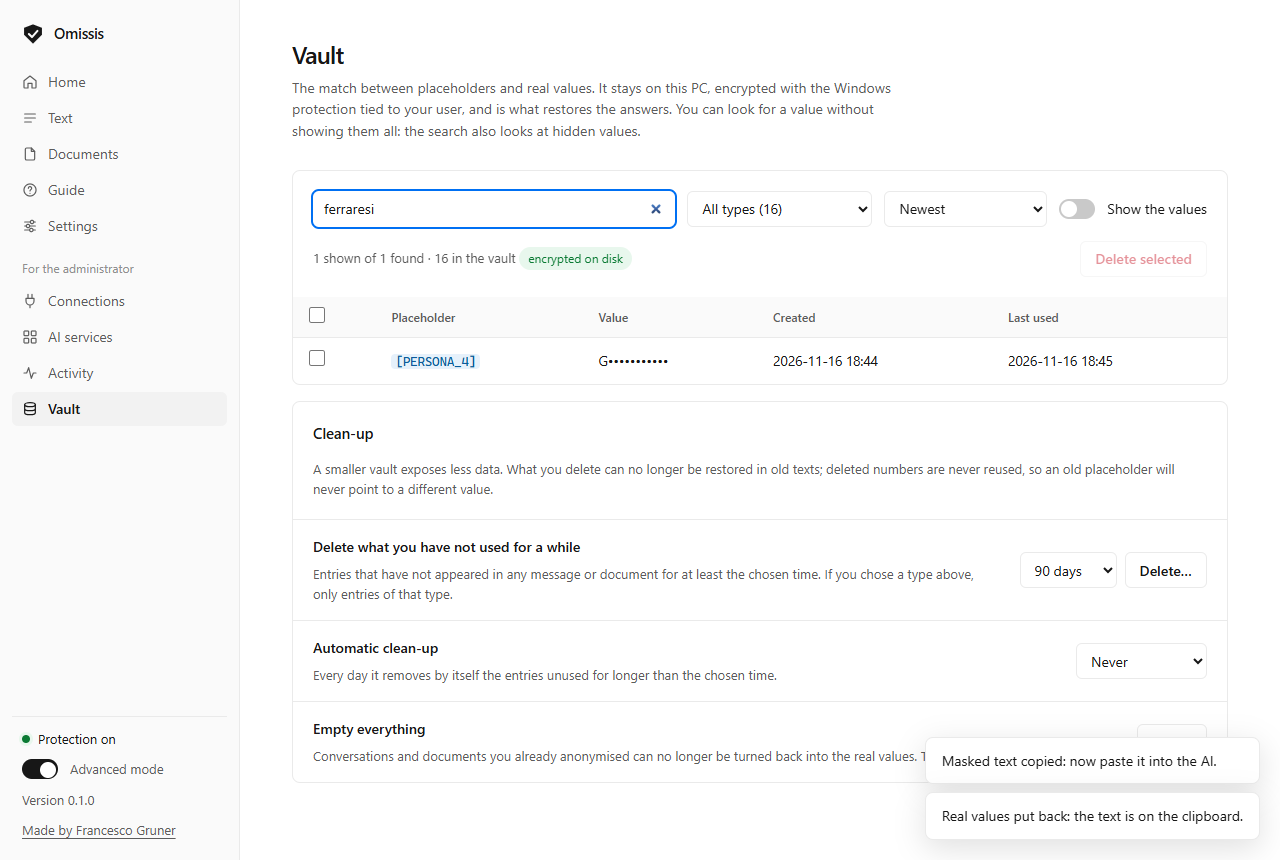 Omissis
Home
Text
Documents
Guide
Settings
For the administrator
Connections
AI services
Activity
Vault
Protection on
Advanced mode
Version 0.1.0
Made by Francesco Gruner
Vault
The match between placeholders and real values. It stays on this PC, encrypted with the Windows
protection tied to your user, and is what restores the answers. You can look for a value without
showing them all: the search also looks at hidden values.
ferraresi
All types (16)
Newest
Show the values
1 shown of 1 found · 16 in the vault encrypted on disk
Delete selected
Placeholder Value Created Last used
[PERSONA_4] G••••••••••• 2026-11-16 18:44 2026-11-16 18:45
Clean-up
A smaller vault exposes less data. What you delete can no longer be restored in old texts; deleted numbers are never reused, so an old placeholder will
never point to a different value.
Delete what you have not used for a while
Entries that have not appeared in any message or document for at least the chosen time. If you chose a type above,
only entries of that type.
90 days
Delete...
Automatic clean-up
Every day it removes by itself the entries unused for longer than the chosen time.
Never
Empty everything
Conversations and documents you already anonymised can no longer be turned back into the real values.
Masked text copied: now paste it into the AI.
Real values put back: the text is on the clipboard.